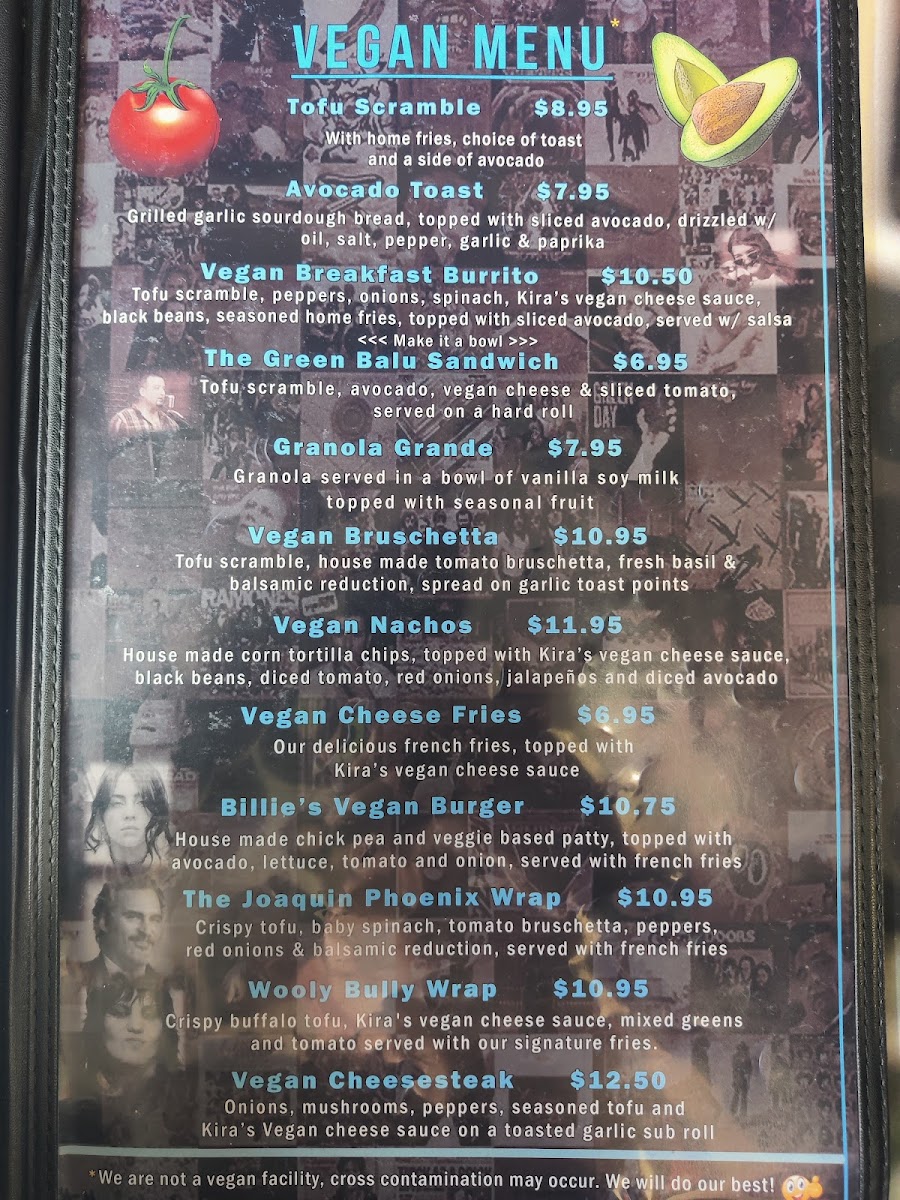 VEGAN MENU*
Tofu Scramble $8.95
With home fries, choice of toast
and a side of avocado
Avocado Toast $7.95
Grilled garlic sourdough bread, topped with sliced avocado, drizzled w/
oil, salt, pepper, garlic & paprika
Vegan Breakfast Burrito $10.50
Tofu scramble, peppers, onions, spinach, Kira's vegan cheese sauce,
black beans, seasoned home fries, topped with sliced avocado, served w/ salsa
<<< Make it a bowl >>>
The Green Balu Sandwich $6.95
Tofu scramble, avocado, vegan cheese & sliced tomato,
served on a hard roll
DAY
Granola Grande $7.95
Granola served in a bowl of vanilla soy milk
topped with seasonal fruit
Vegan Bruschetta $10.95
Tofu scramble, house made tomato bruschetta, fresh basil &
balsamic reduction, spread on garlic toast points
Vegan Nachos $11.95
House made corn tortilla chips, topped with Kira's vegan cheese sauce,
black beans, diced tomato, red onions, jalapeños and diced avocado
Vegan Cheese Fries $6.95
Our delicious french fries, topped with
Kira's vegan cheese sauce
Billie's Vegan Burger $10.75
House made chick pea and veggie based patty, topped with
avocado, lettuce, tomato and onion, served with french fries
The Joaquin Phoenix Wrap $10.95
Crispy tofu, baby spinach, tomato bruschetta, peppers,
red onions & balsamic reduction, served with french fries
Wooly Bully Wrap $10.95
Crispy buffalo tofu, Kira's vegan cheese sauce, mixed greens
and tomato served with our signature fries.
Vegan Cheesesteak $12.50
Onions, mushrooms, peppers, seasoned tofu and
Kira's Vegan cheese sauce on a toasted garlic sub roll
*We are not a vegan facility, cross contamination may occur. We will do our best!